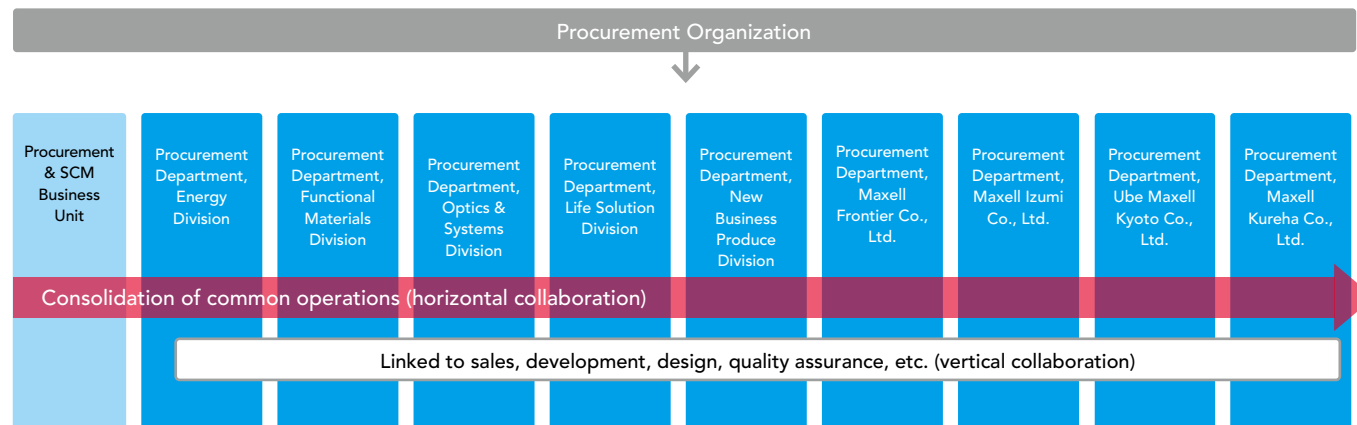 Procurement Organization
Procurement
& SCM
Business
Unit
Procurement
Department,
Energy
Division
Procurement
Department,
Functional
Materials
Division
Procurement
Department,
Optics &
Systems
Division
Procurement
Department,
Life Solution
Division
Procurement
Department,
New
Business
Produce
Division
Procurement
Department,
Maxell
Frontier Co.,
Ltd.
Procurement
Department,
Maxell Izumi
Co., Ltd.
Procurement
Department,
Ube Maxell
Kyoto Co.,
Ltd.
Procurement
Department,
Maxell
Kureha Co.,
Ltd.
Consolidation of common operations (horizontal collaboration)
Linked to sales, development, design, quality assurance, etc. (vertical collaboration)